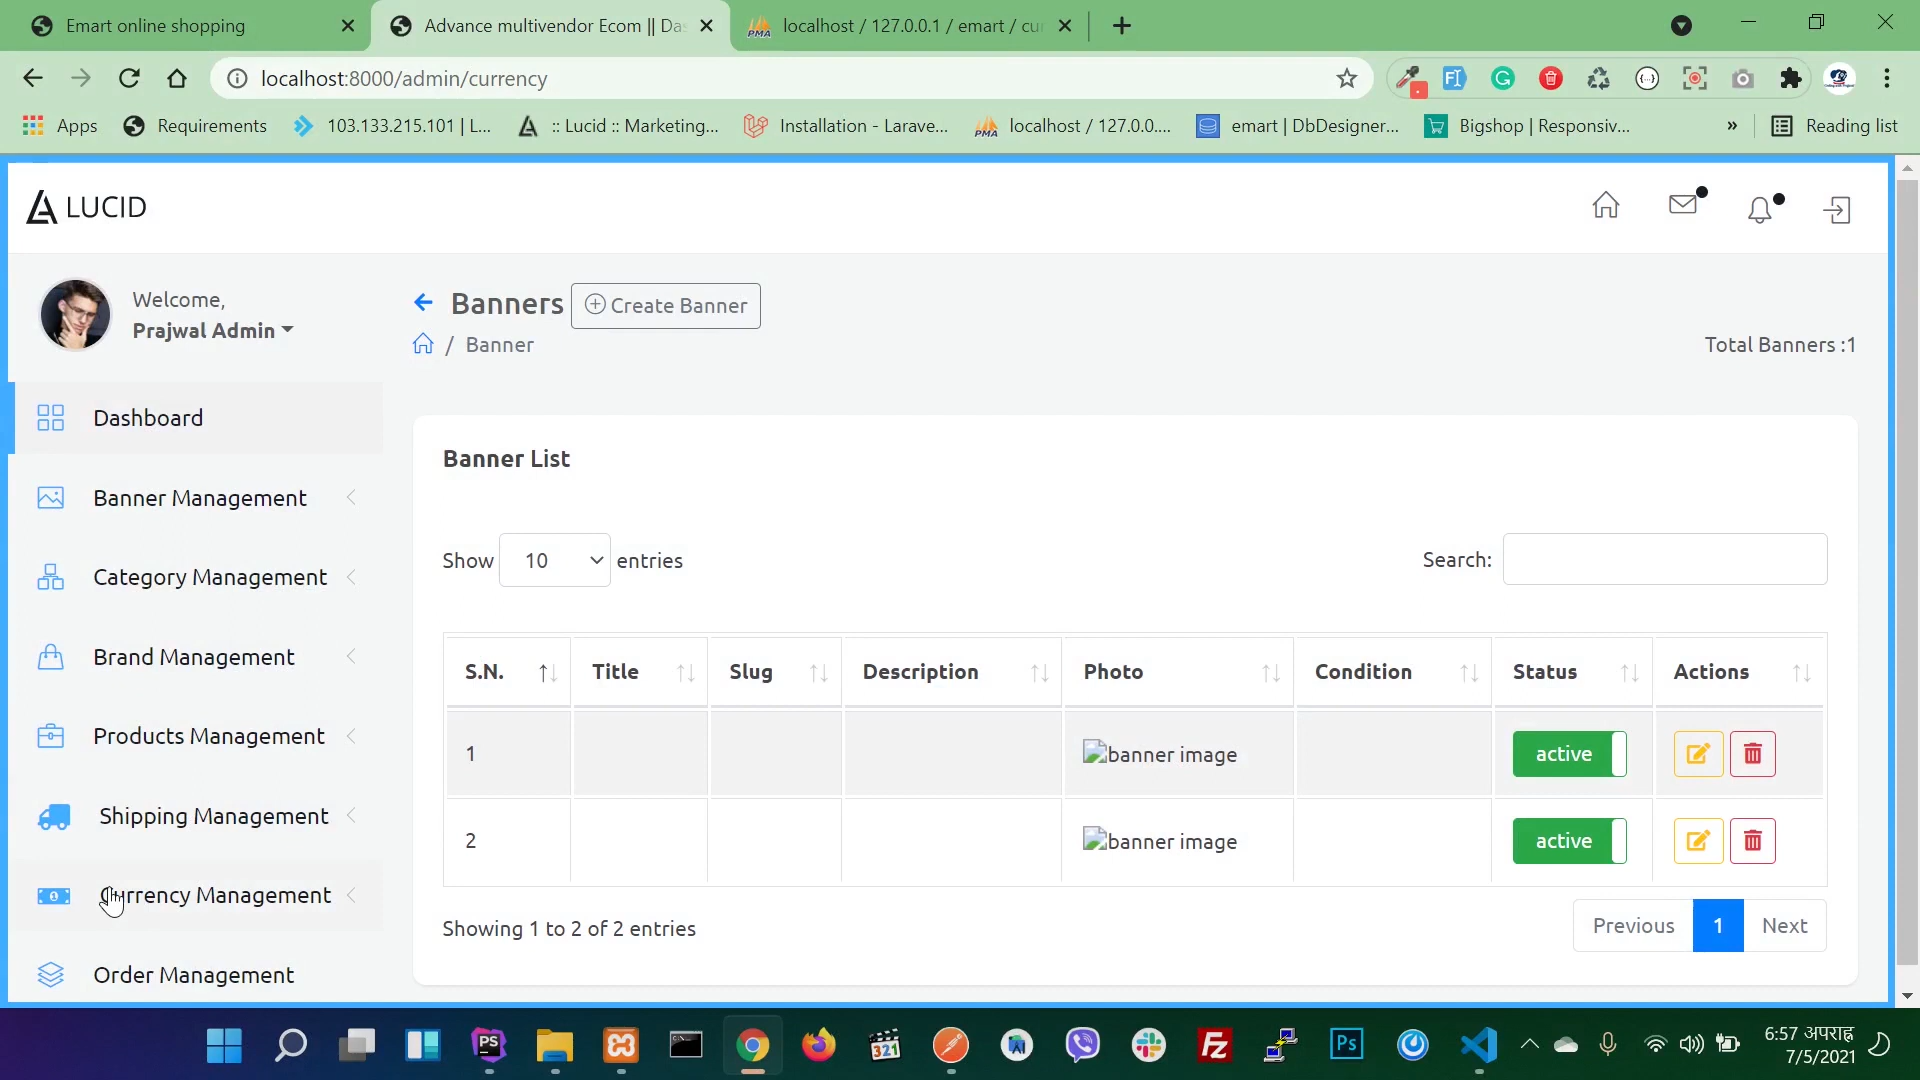 Emart online shopping
Advance multivendor Ecom || Da
localhost / 127.0.0.1 / emart / cu
localhost:8000/admin/currency
Apps
Requirements
103.133.215.101 | L...
:: Lucid :: Marketing...
Installation - Larave...
localhost / 127.0.0....
emart | DbDesigner...
Bigshop | Responsiv...
»
Reading list
LUCID
Welcome,
Prajwal Admin
Banners
Create Banner
/ Banner
Total Banners :1
Dashboard
Banner Management
Category Management
Brand Management
Products Management
Shipping Management
Currency Management
Order Management
Banner List
Show 10 entries
Search:
S.N. Title Slug Description Photo Condition Status Actions
1 banner image active
2 banner image active
Showing 1 to 2 of 2 entries
Previous 1 Next
6:57 अपराह्न
7/5/2021